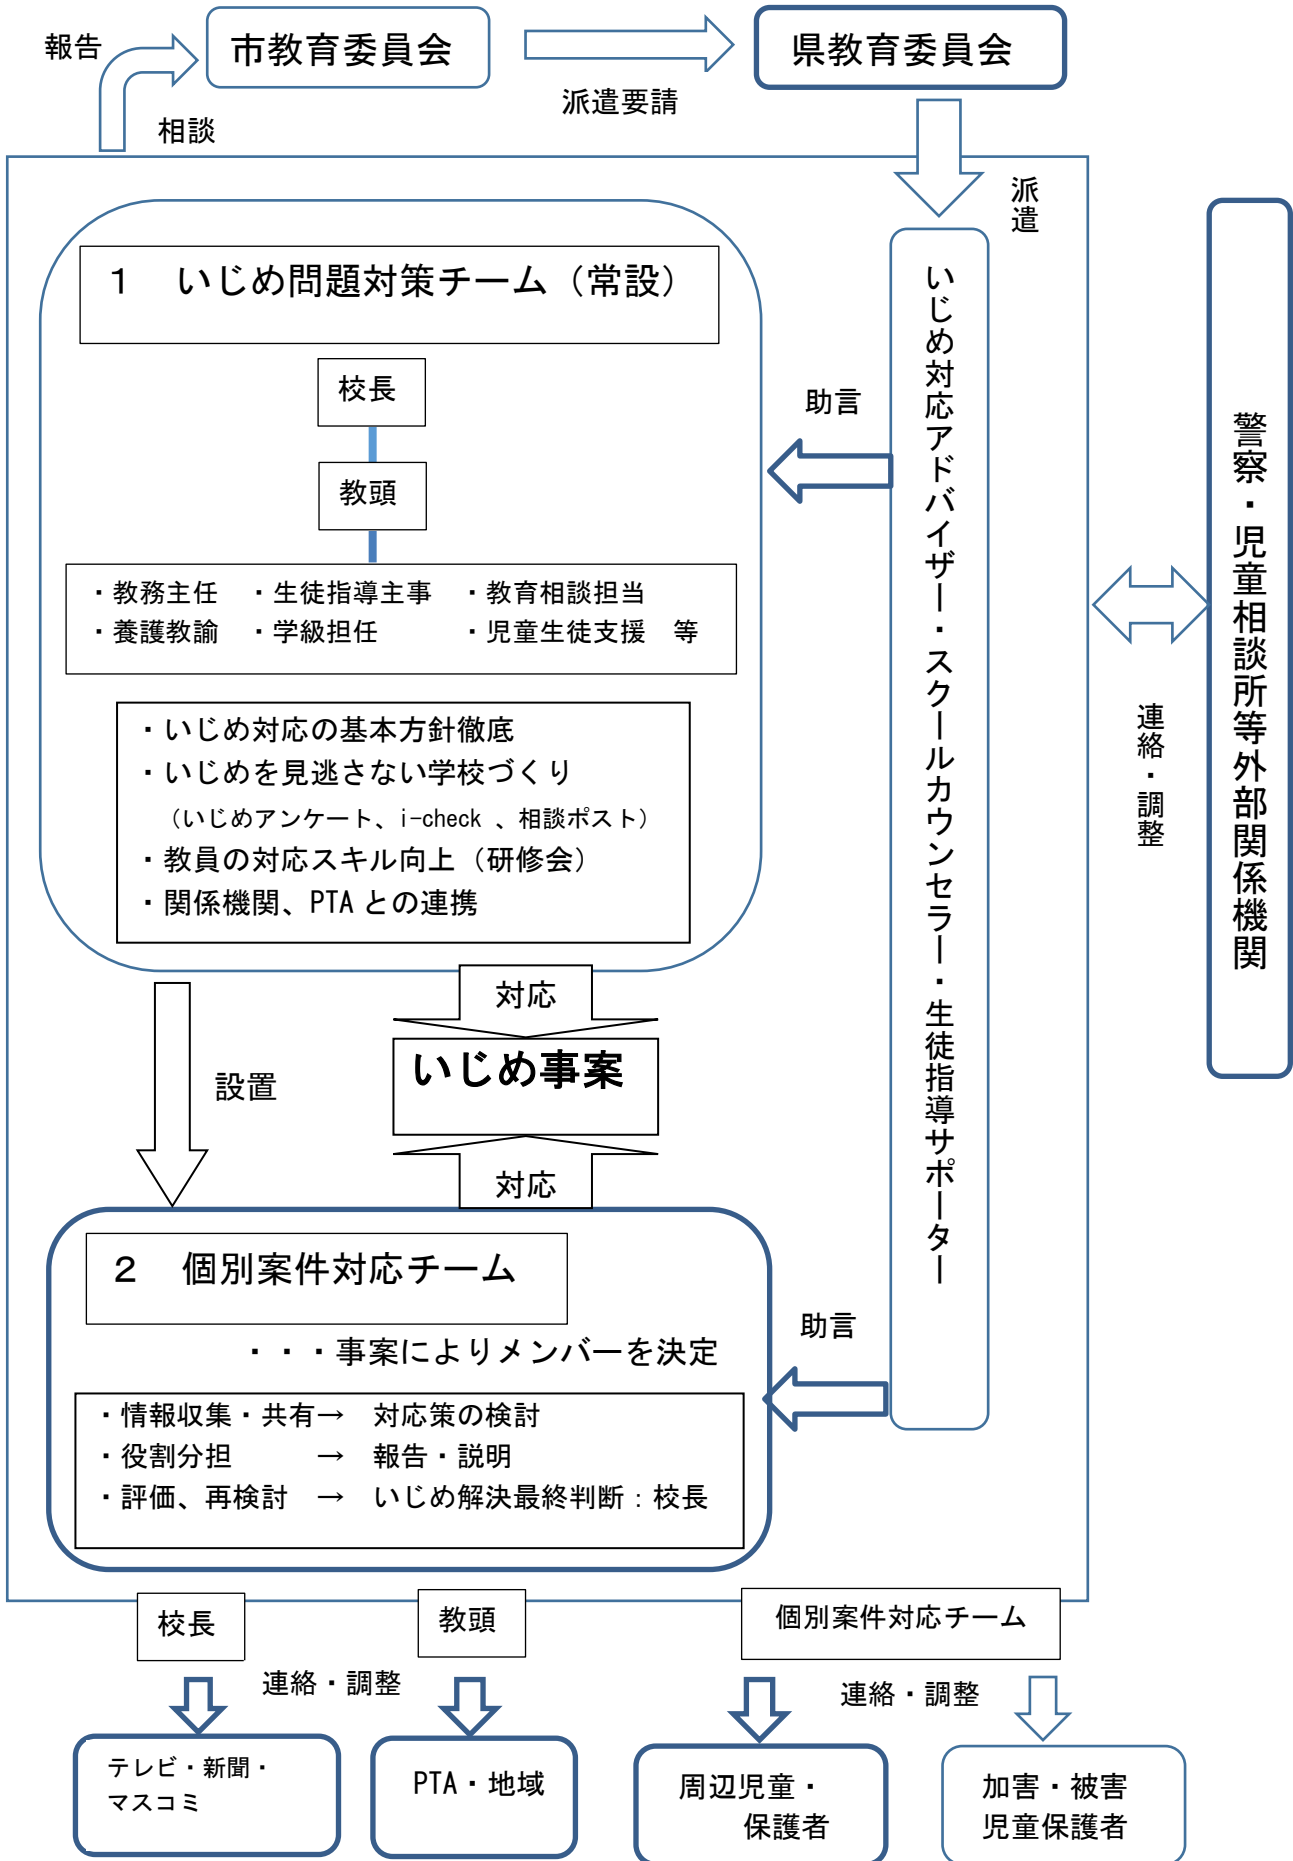 報告
市教育委員会
県教育委員会
派遣要請
相談
派遣
１　いじめ問題対策チーム（常設）
校長
教頭
・教務主任　・生徒指導主事　・教育相談担当
・養護教諭　・学級担任　・児童生徒支援　等
・いじめ対応の基本方針徹底
・いじめを見逃さない学校づくり
（いじめアンケート、i-check 、相談ポスト）
・教員の対応スキル向上（研修会）
・関係機関、PTA との連携
助言
いじめ対応アドバイザー・スクールカウンセラー・生徒指導サポーター
警察・児童相談所等外部関係機関
連絡・調整
対応
いじめ事案
設置
対応
２　個別案件対応チーム
・・・事案によりメンバーを決定
・情報収集・共有→　対応策の検討
・役割分担　→　報告・説明
・評価、再検討　→　いじめ解決最終判断：校長
助言
校長
教頭
個別案件対応チーム
連絡・調整
連絡・調整
テレビ・新聞・
マスコミ
PTA・地域
周辺児童・
保護者
加害・被害
児童保護者